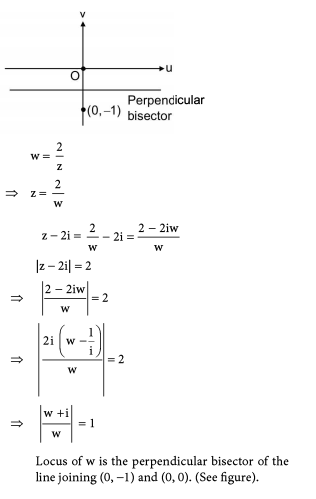 v
O u
(0, –1) Perpendicular
bisector
w = 2/z
⇒ z = 2/w
z – 2i = 2/w – 2i = (2 – 2iw)/w
|z – 2i| = 2
⇒ |(2 – 2iw)/w| = 2
⇒ |2i(w – 1/i)/w| = 2
⇒ |(w + i)/w| = 1
Locus of w is the perpendicular bisector of the
line joining (0, –1) and (0, 0). (See figure).